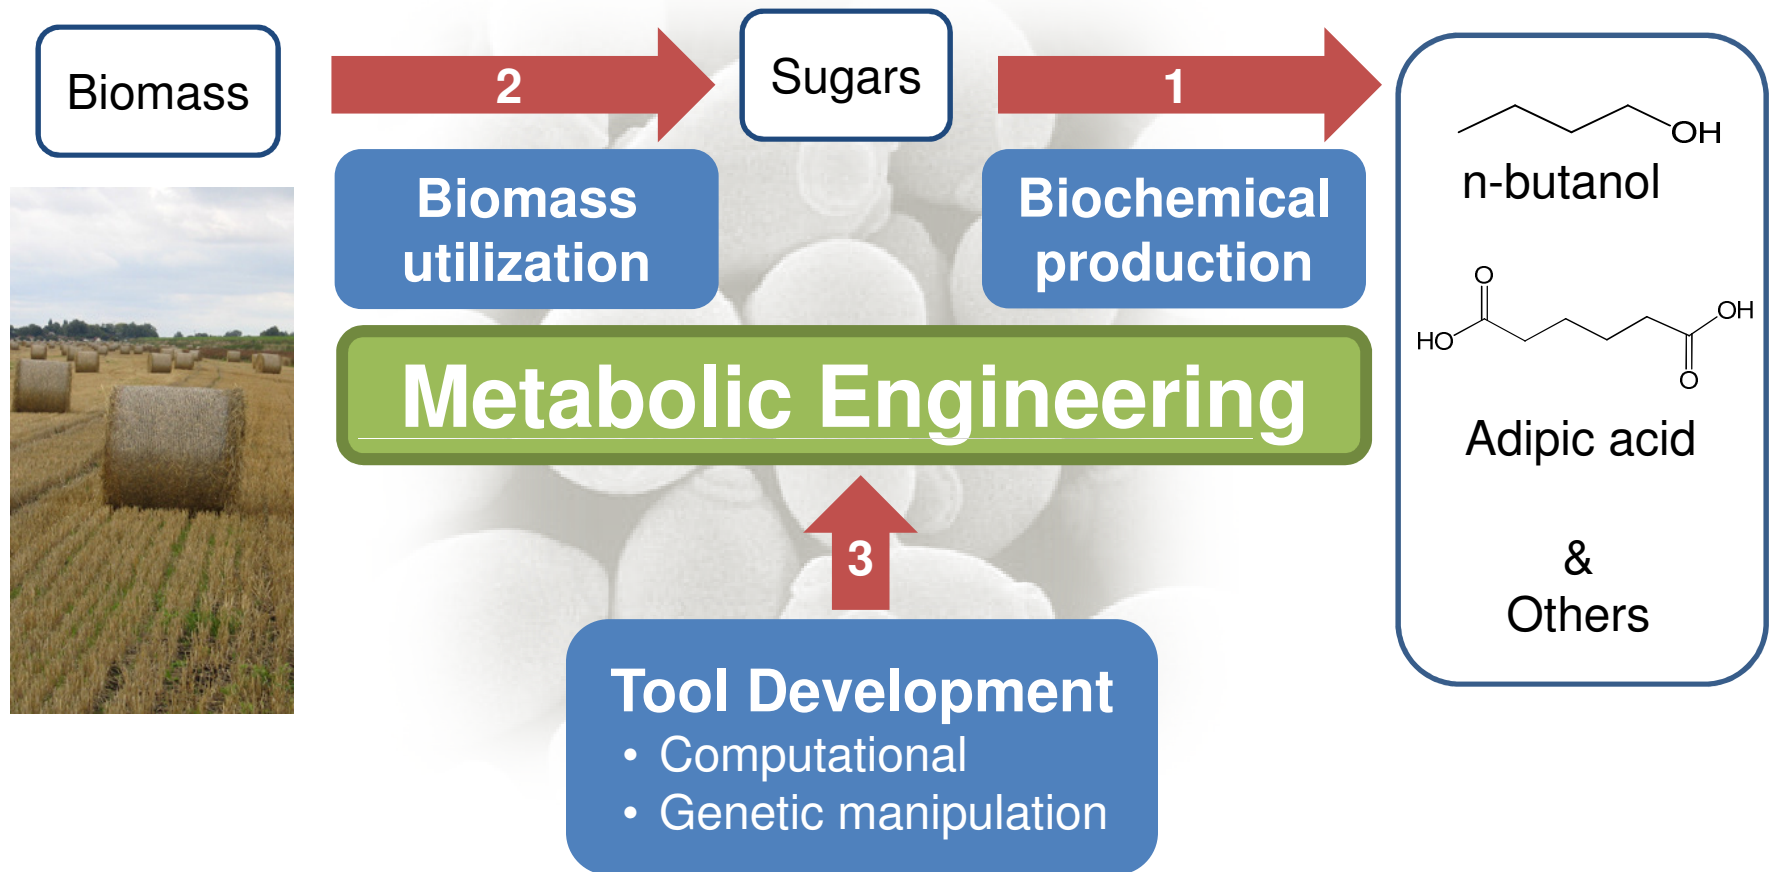 Biomass
2
Sugars
1
Biomass
utilization
Biochemical
production
OH
n-butanol
O
OH
HO
O
Adipic acid
&
Others
Metabolic Engineering
3
Tool Development
• Computational
• Genetic manipulation